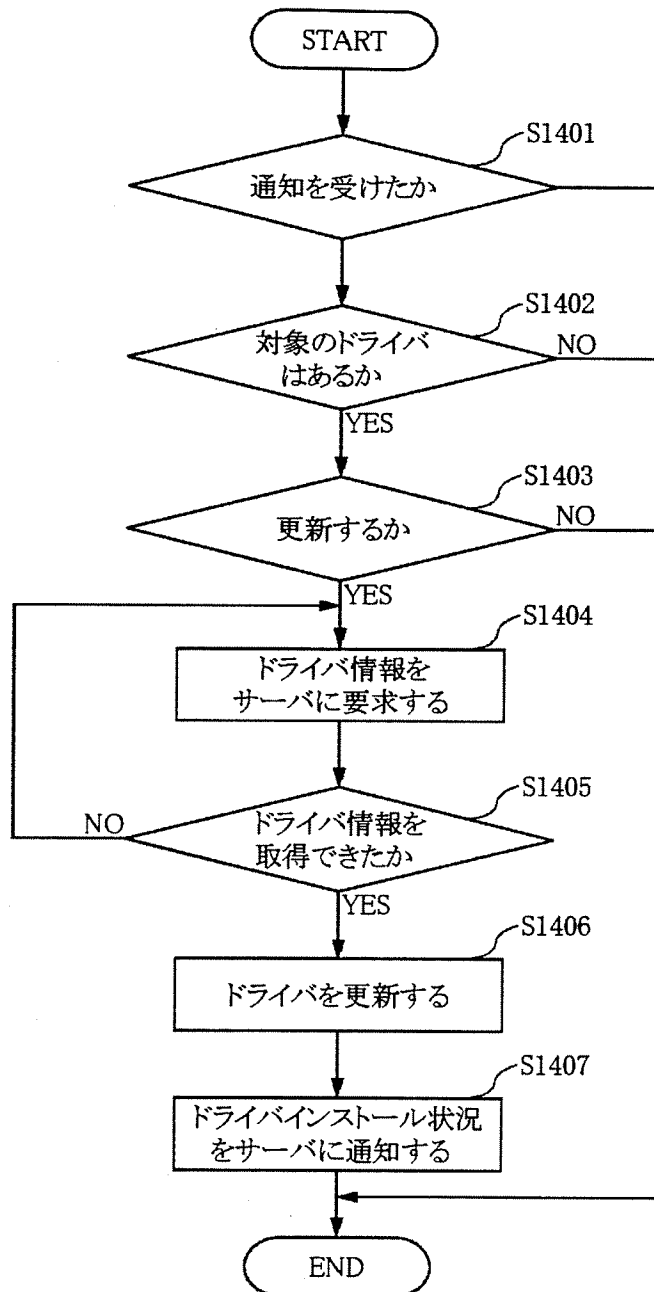 START
S1401
通知を受けたか
S1402
対象のドライバ
はあるか
NO
YES
S1403
更新するか
NO
YES
S1404
ドライバ情報を
サーバに要求する
S1405
ドライバ情報を
取得できたか
NO
YES
S1406
ドライバを更新する
S1407
ドライバインストール状況
をサーバに通知する
END